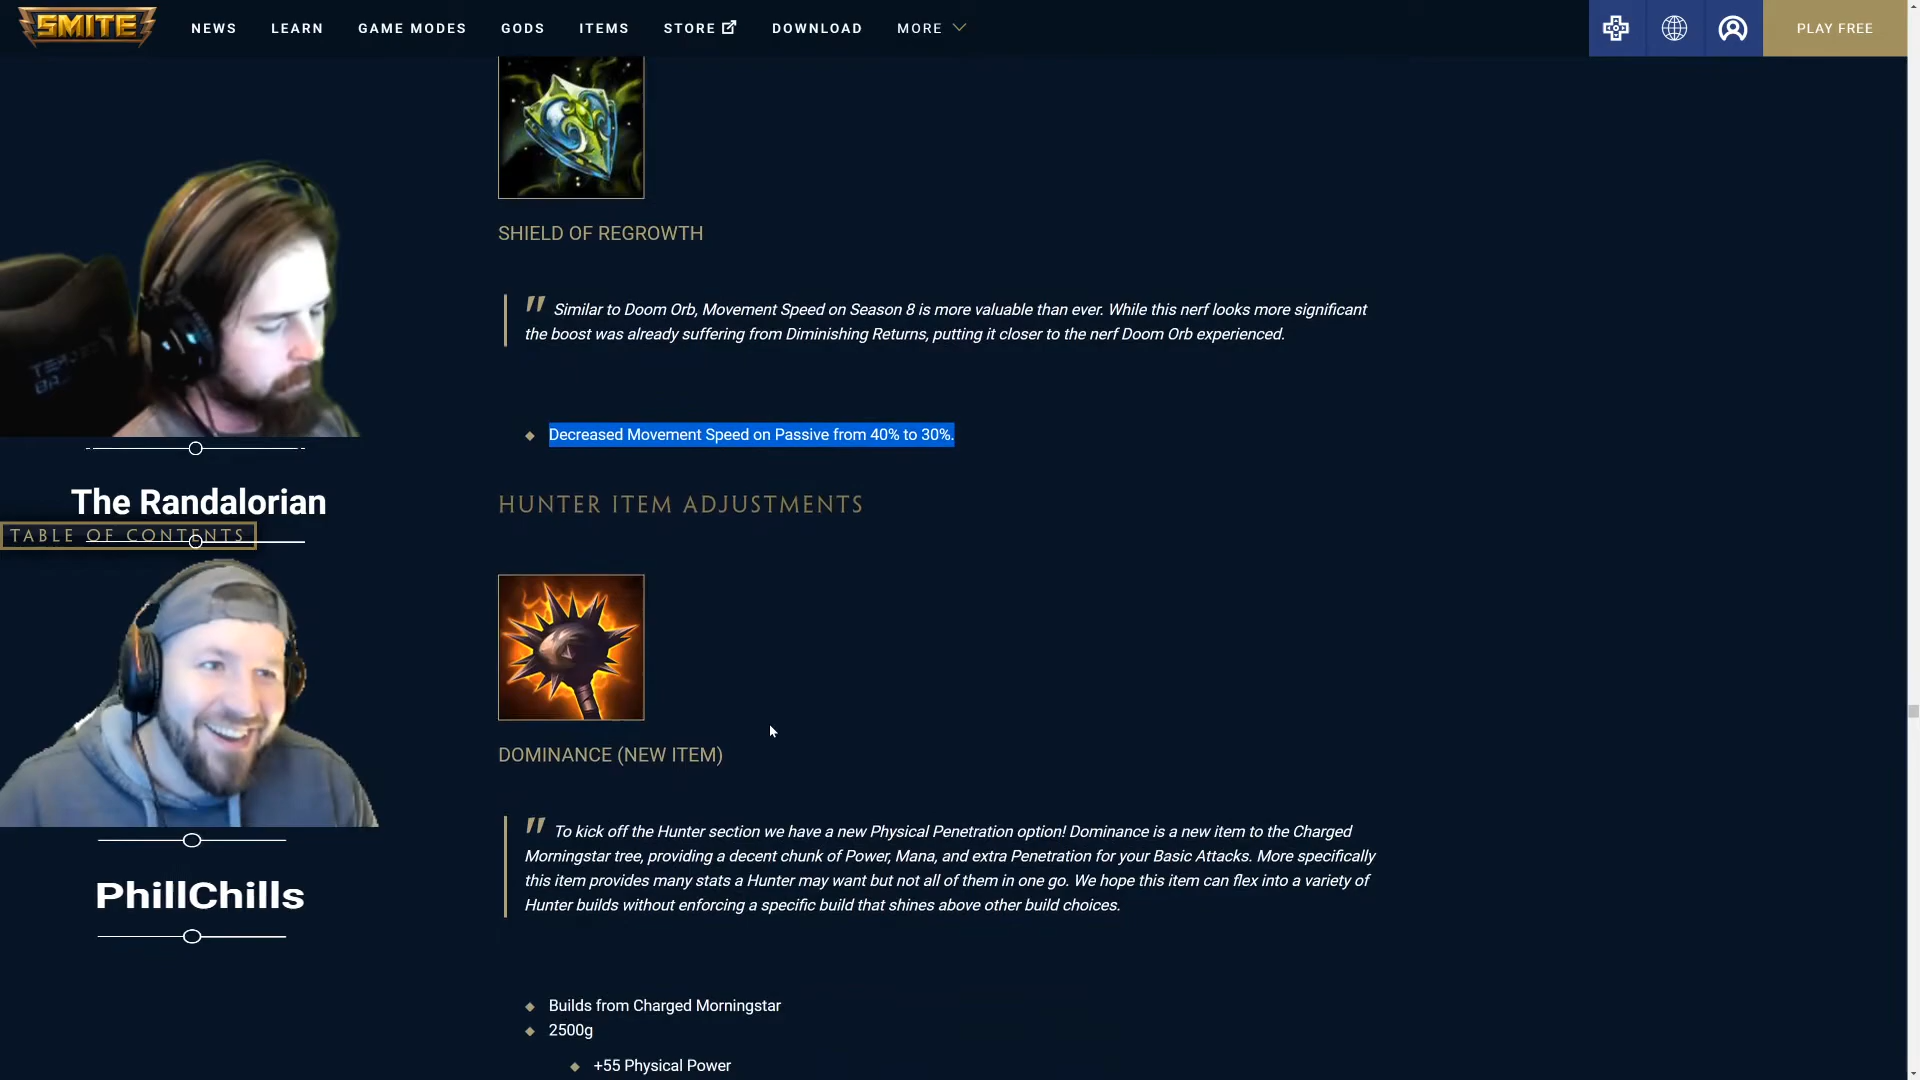 SMITE
NEWS LEARN GAME MODES GODS ITEMS STORE DOWNLOAD MORE PLAY FREE
SHIELD OF REGROWTH
" Similar to Doom Orb, Movement Speed on Season 8 is more valuable than ever. While this nerf looks more significant
the boost was already suffering from Diminishing Returns, putting it closer to the nerf Doom Orb experienced.
Decreased Movement Speed on Passive from 40% to 30%.
The Randalorian
HUNTER ITEM ADJUSTMENTS
TABLE OF CONTENTS
DOMINANCE (NEW ITEM)
" To kick off the Hunter section we have a new Physical Penetration option! Dominance is a new item to the Charged
Morningstar tree, providing a decent chunk of Power, Mana, and extra Penetration for your Basic Attacks. More specifically
this item provides many stats a Hunter may want but not all of them in one go. We hope this item can flex into a variety of
Hunter builds without enforcing a specific build that shines above other build choices.
PhillChills
Builds from Charged Morningstar
2500g
+55 Physical Power